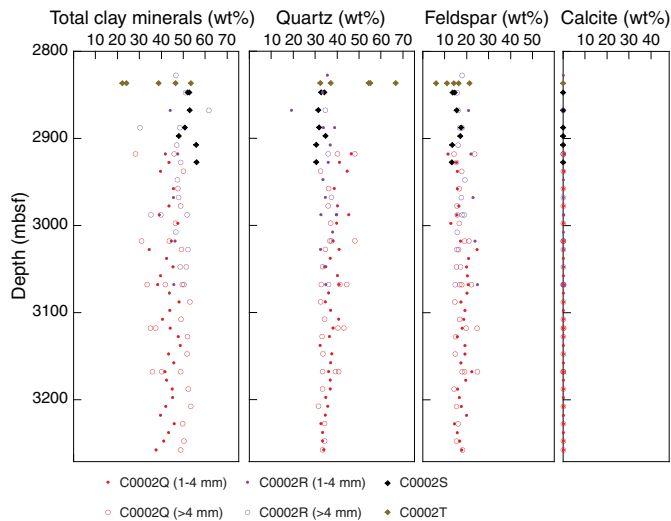 Total clay minerals (wt%) Quartz (wt%) Feldspar (wt%) Calcite (wt%)
10 20 30 40 50 60 70 10 20 30 40 50 60 70 10 20 30 40 50 10 20 30 40
2800
2900
3000
3100
3200
Depth (mbsf)
C0002Q (1-4 mm) C0002R (1-4 mm) C0002S
C0002Q (>4 mm) C0002R (>4 mm) C0002T